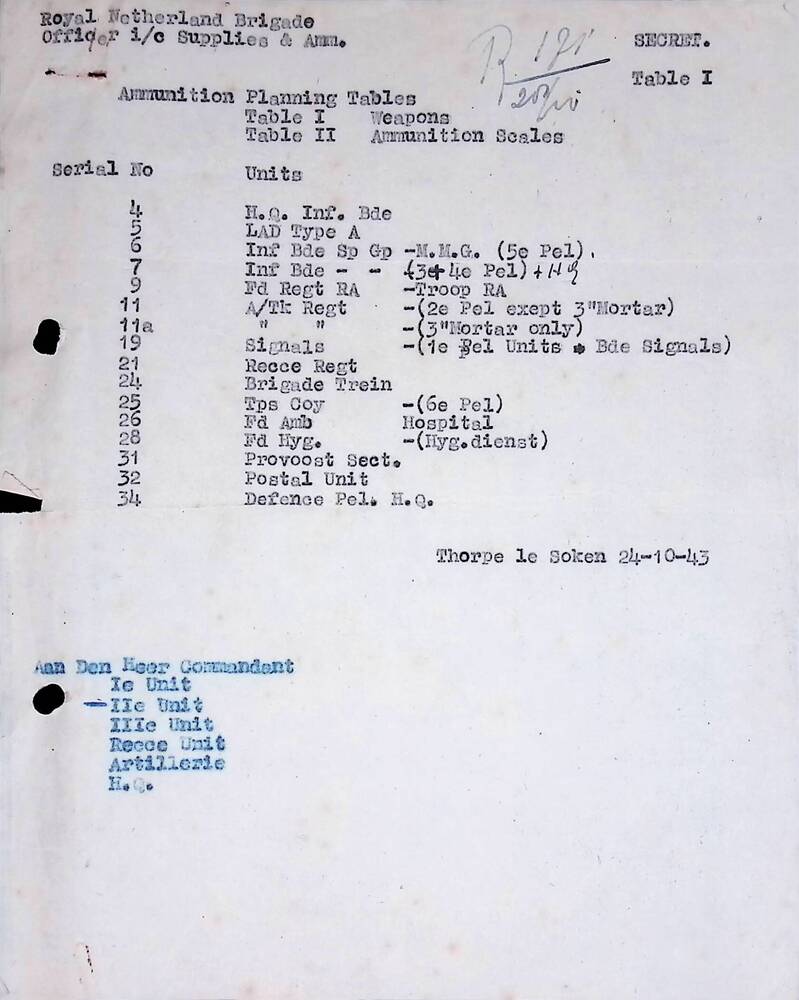 Royal Netherland Brigade
Officer i/c Supplies & Amm.
SECRET.
R 171
Table I
Ammunition Planning Tables
Table I Weapons
Table II Ammunition Scales
Serial No Units
4 H.Q. Inf. Bde
5 LAD Type A
6 Inf Bde Sp Gp -M.M.G. (5e Pel).
7 Inf Bde - - (3e+4e Pel) + HQ
9 Fd Regt RA -Troop RA
11 A/Tk Regt -(2e Pel exept 3"Mortar)
11a " " -(3"Mortar only)
19 Signals -(1e Pel Units Bde Signals)
21 Recce Regt
24 Brigade Trein
25 Tps Coy -(6e Pel)
26 Fd Amb Hospital
28 Fd Hyg. -(Hyg.dienst)
31 Provoost Sect.
32 Postal Unit
34 Defence Pel. H.Q.
Thorpe le Soken 24-10-43
Aan Den Heer Commandant
Ie Unit
-IIe Unit
IIIe Unit
Recce Unit
Artillerie
H.Q.